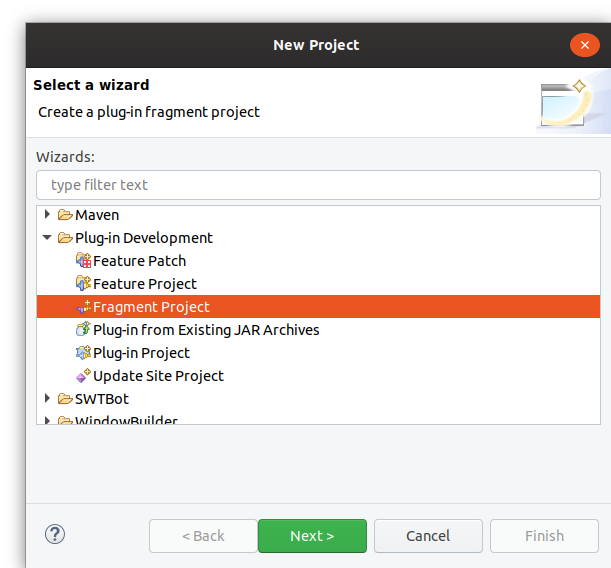 New Project
Select a wizard
Create a plug-in fragment project
Wizards:
type filter text
Maven
Plug-in Development
Feature Patch
Feature Project
Fragment Project
Plug-in from Existing JAR Archives
Plug-in Project
Update Site Project
SWTBot
WindowBuilder
?
< Back
Next >
Cancel
Finish